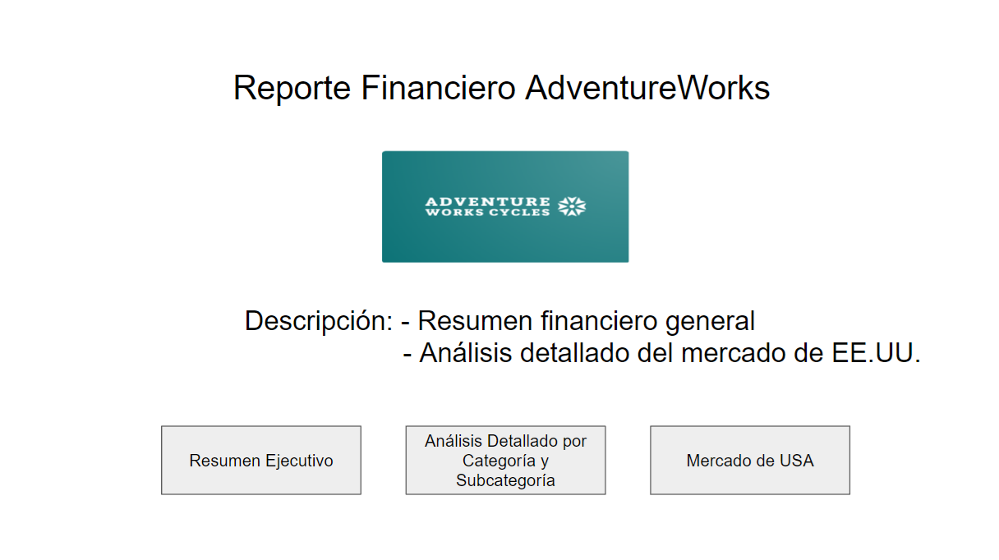 Reporte Financiero AdventureWorks
ADVENTURE
WORKS CYCLES
Descripción: - Resumen financiero general
- Análisis detallado del mercado de EE.UU.
Resumen Ejecutivo
Análisis Detallado por
Categoría y
Subcategoría
Mercado de USA